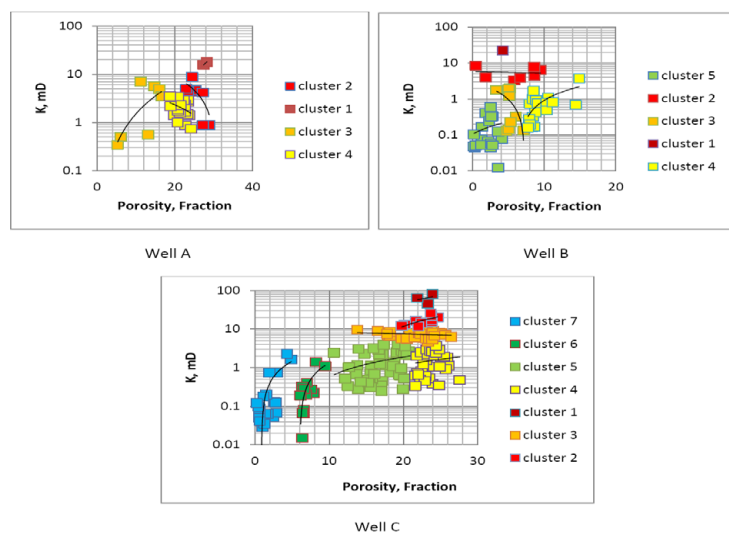 100
10
1
0.1
K, mD
0
20
40
Porosity, Fraction
cluster 2
cluster 1
cluster 3
cluster 4
Well A
100
10
1
0.1
0.01
K, mD
0
10
20
Porosity, Fraction
cluster 5
cluster 2
cluster 3
cluster 1
cluster 4
Well B
100
10
1
0.1
0.01
K, mD
0
10
20
30
Porosity, Fraction
cluster 7
cluster 6
cluster 5
cluster 4
cluster 1
cluster 3
cluster 2
Well C